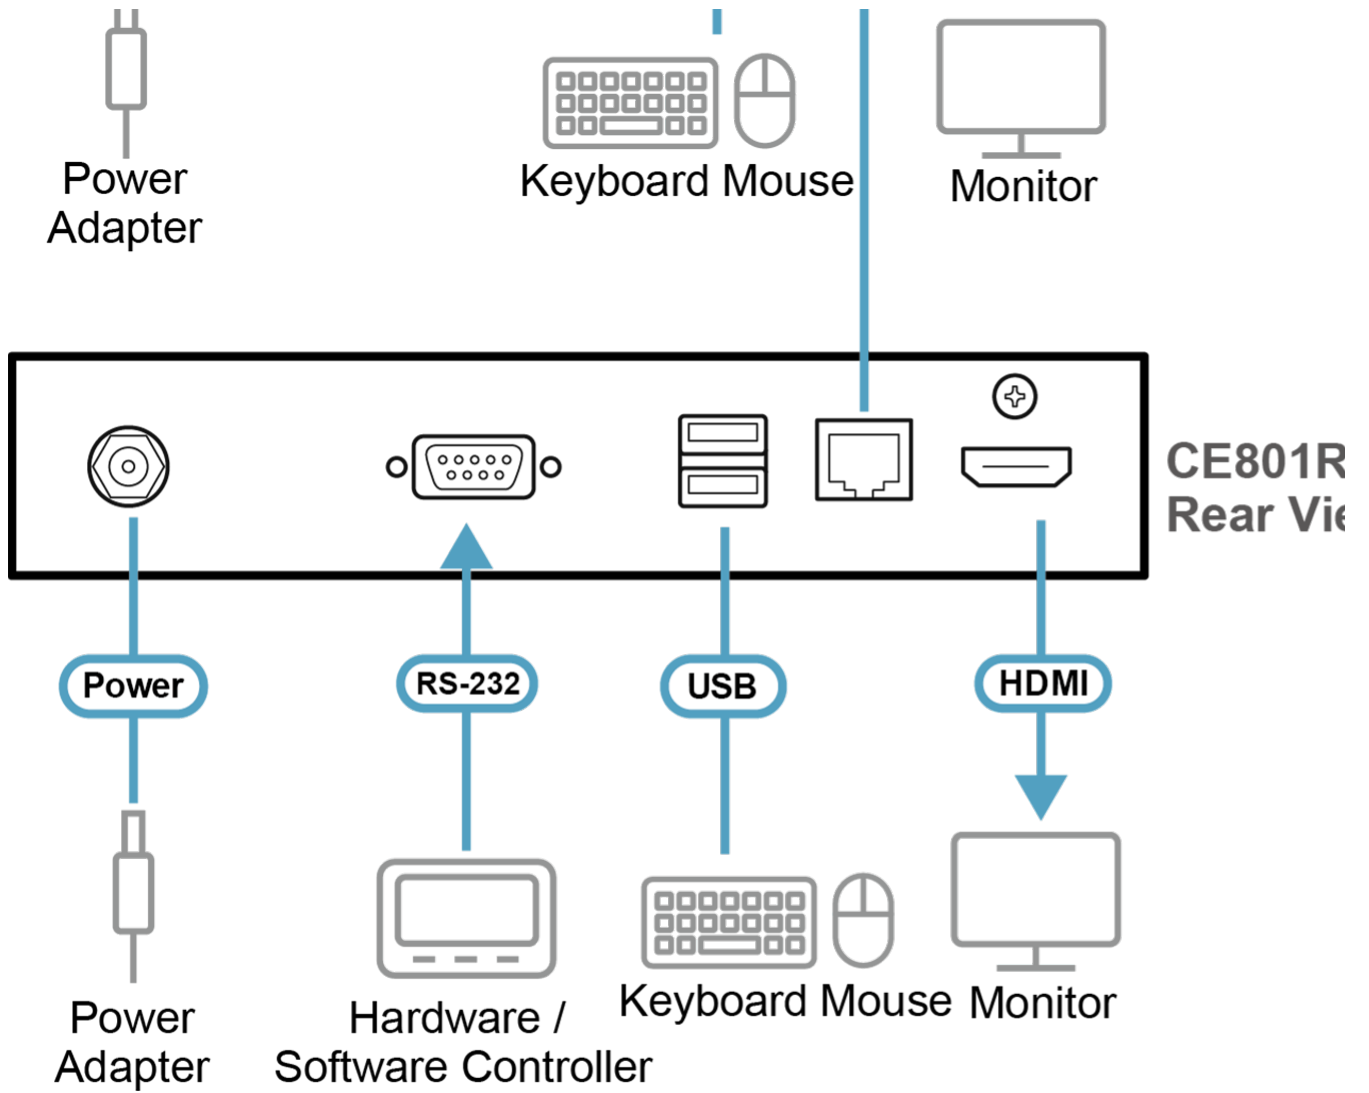 Power
Adapter
Keyboard Mouse
Monitor
CE801R
Rear Vie
Power
RS-232
USB
HDMI
Power
Adapter
Hardware /
Software Controller
Keyboard Mouse
Monitor